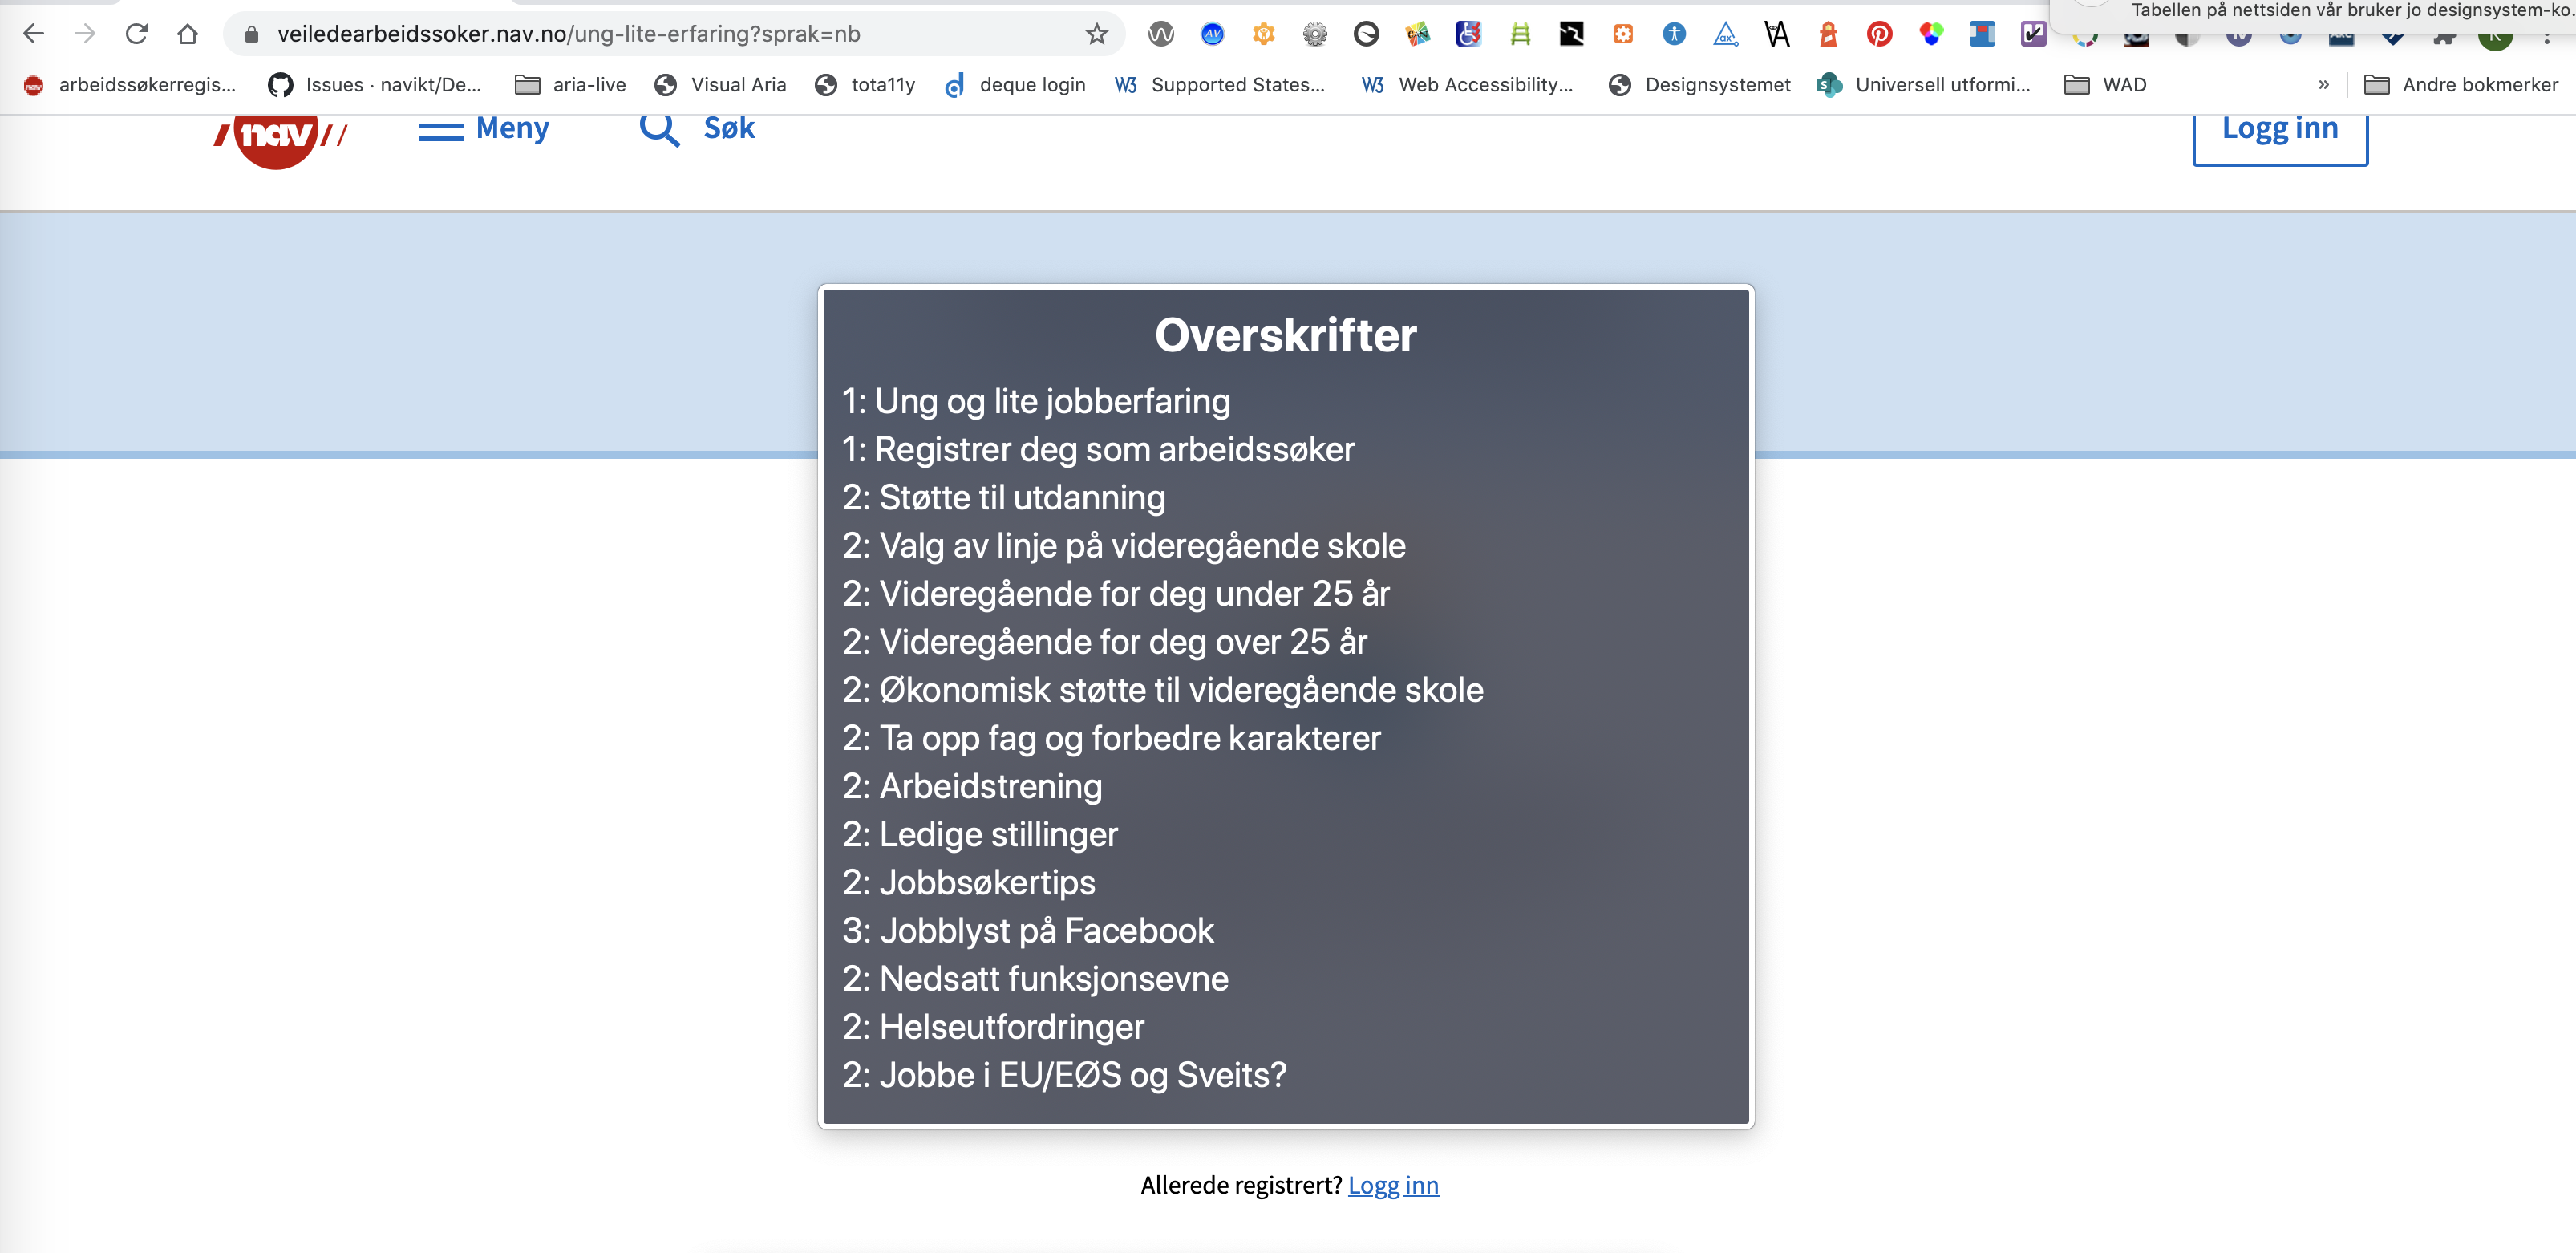 Tabellen på nettsiden vår bruker jo designsystem-ko.
veiledearbeidssoker.nav.no/ung-lite-erfaring?sprak=nb
arbeidssøkerregis... Issues · navikt/De... aria-live Visual Aria tota11y deque login Supported States... Web Accessibility... Designsystemet Universell utformi... WAD » Andre bokmerker
nav Meny Søk Logg inn
Overskrifter
1: Ung og lite jobberfaring
1: Registrer deg som arbeidssøker
2: Støtte til utdanning
2: Valg av linje på videregående skole
2: Videregående for deg under 25 år
2: Videregående for deg over 25 år
2: Økonomisk støtte til videregående skole
2: Ta opp fag og forbedre karakterer
2: Arbeidstrening
2: Ledige stillinger
2: Jobbsøkertips
3: Jobblyst på Facebook
2: Nedsatt funksjonsevne
2: Helseutfordringer
2: Jobbe i EU/EØS og Sveits?
Allerede registrert? Logg inn